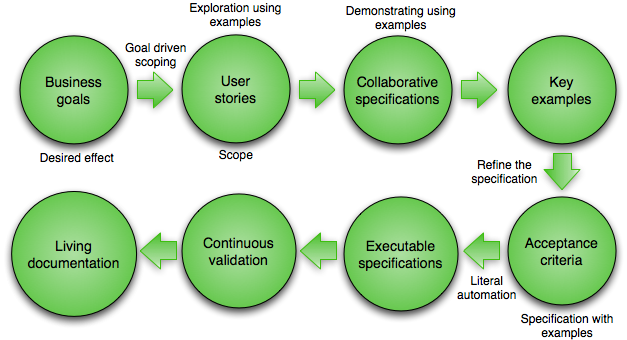 Exploration using
examples
Demonstrating using
examples
Goal driven
scoping
Business
goals
User
stories
Collaborative
specifications
Key
examples
Desired effect
Scope
Refine the
specification
Living
documentation
Continuous
validation
Executable
specifications
Acceptance
criteria
Literal
automation
Specification with
examples